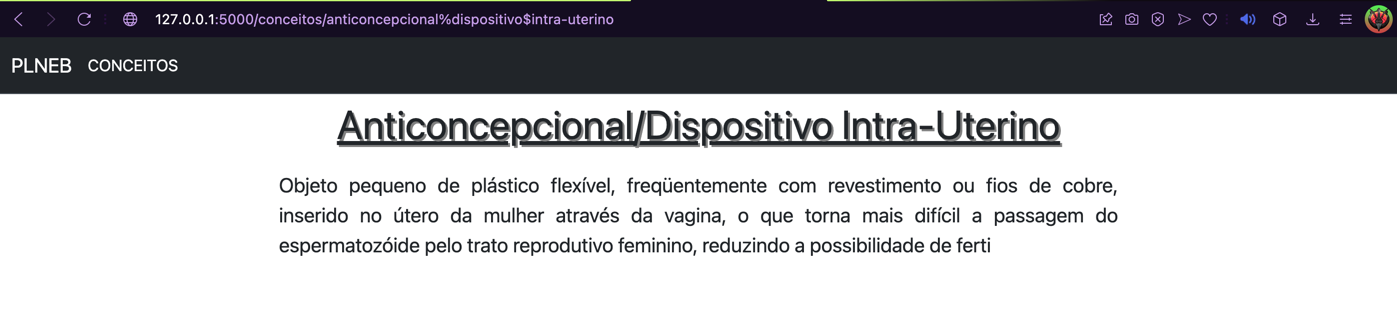 127.0.0.1:5000/conceitos/anticoncepcional%dispositivo$intra-uterino
PLNEB CONCEITOS
Anticoncepcional/Dispositivo Intra-Uterino
Objeto pequeno de plástico flexível, freqüentemente com revestimento ou fios de cobre,
inserido no útero da mulher através da vagina, o que torna mais difícil a passagem do
espermatozóide pelo trato reprodutivo feminino, reduzindo a possibilidade de ferti